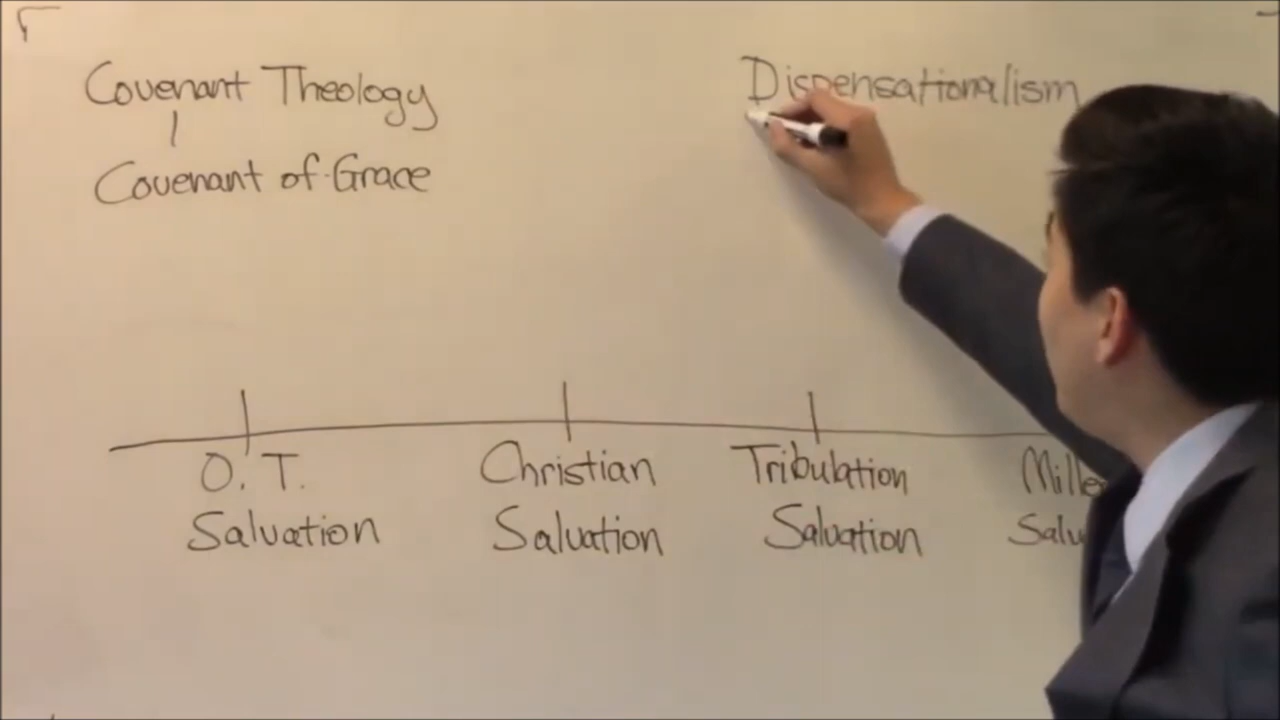 Covenant Theology
Covenant of Grace
Dispensationalism
O. T.
Salvation
Christian
Salvation
Tribulation
Salvation